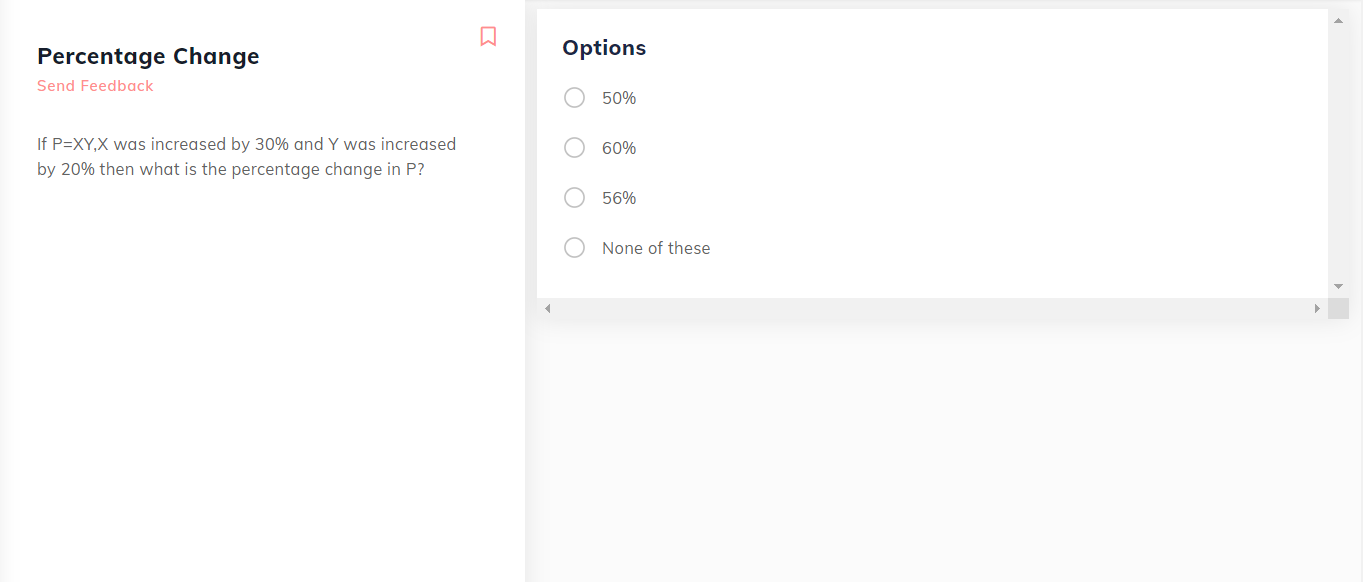 Percentage Change
Send Feedback
If P=XY,X was increased by 30% and Y was increased
by 20% then what is the percentage change in P?
Options
50%
60%
56%
None of these